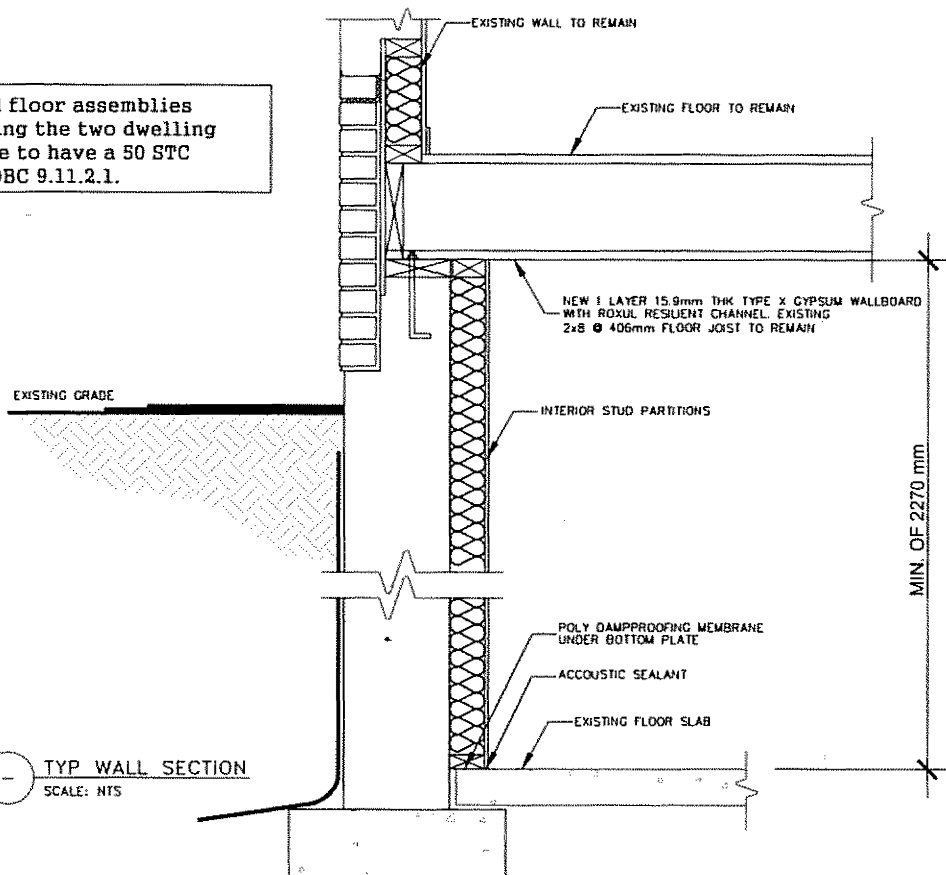 EXISTING WALL TO REMAIN
floor assemblies
ing the two dwelling
e to have a 50 STC
OBC 9.11.2.1.
EXISTING FLOOR TO REMAIN
NEW 1 LAYER 15.9mm THK TYPE X GYPSUM WALLBOARD
WITH ROXUL RESILIENT CHANNEL. EXISTING
2x8 @ 406mm FLOOR JOIST TO REMAIN
EXISTING GRADE
INTERIOR STUD PARTITIONS
MIN. OF 2270 mm
POLY DAMPPROOFING MEMBRANE
UNDER BOTTOM PLATE
ACCOUSTIC SEALANT
EXISTING FLOOR SLAB
- TYP WALL SECTION
SCALE: NTS